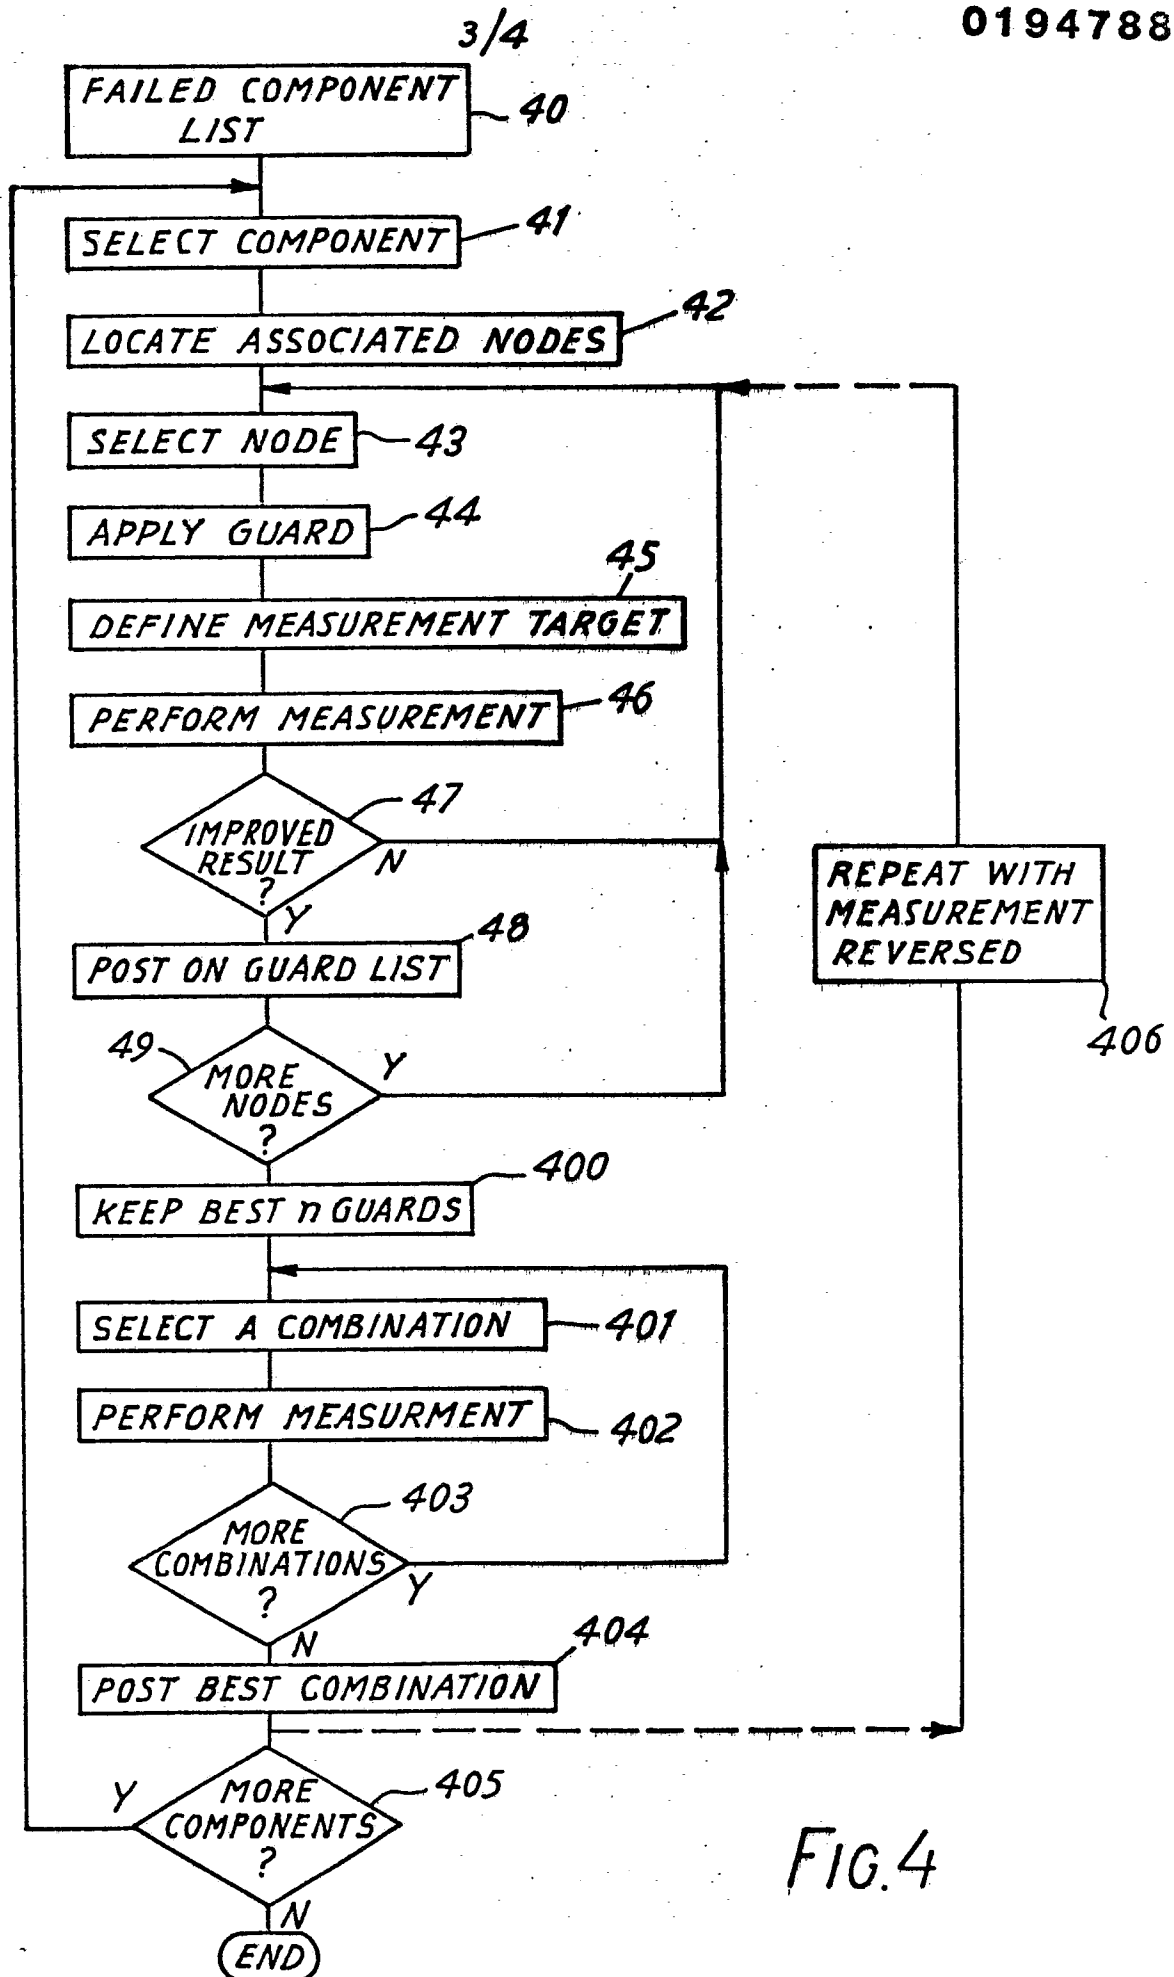 3/4
0194788
FAILED COMPONENT
LIST
40
SELECT COMPONENT
41
LOCATE ASSOCIATED NODES
42
SELECT NODE
43
APPLY GUARD
44
45
DEFINE MEASUREMENT TARGET
PERFORM MEASUREMENT
46
47
IMPROVED
RESULT
?
N
Y
REPEAT WITH
MEASUREMENT
REVERSED
406
48
POST ON GUARD LIST
49
MORE
NODES
?
Y
400
KEEP BEST n GUARDS
SELECT A COMBINATION
401
PERFORM MEASURMENT
402
403
MORE
COMBINATIONS
?
Y
N
404
POST BEST COMBINATION
Y
MORE
COMPONENTS
?
405
N
END
FIG.4